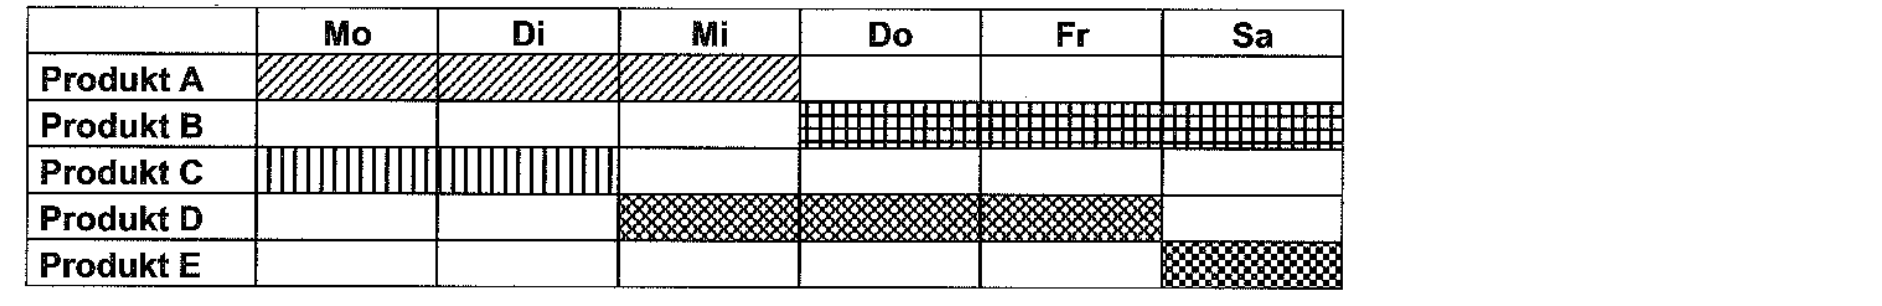 Mo Di Mi Do Fr Sa
Produkt A
Produkt B
Produkt C
Produkt D
Produkt E